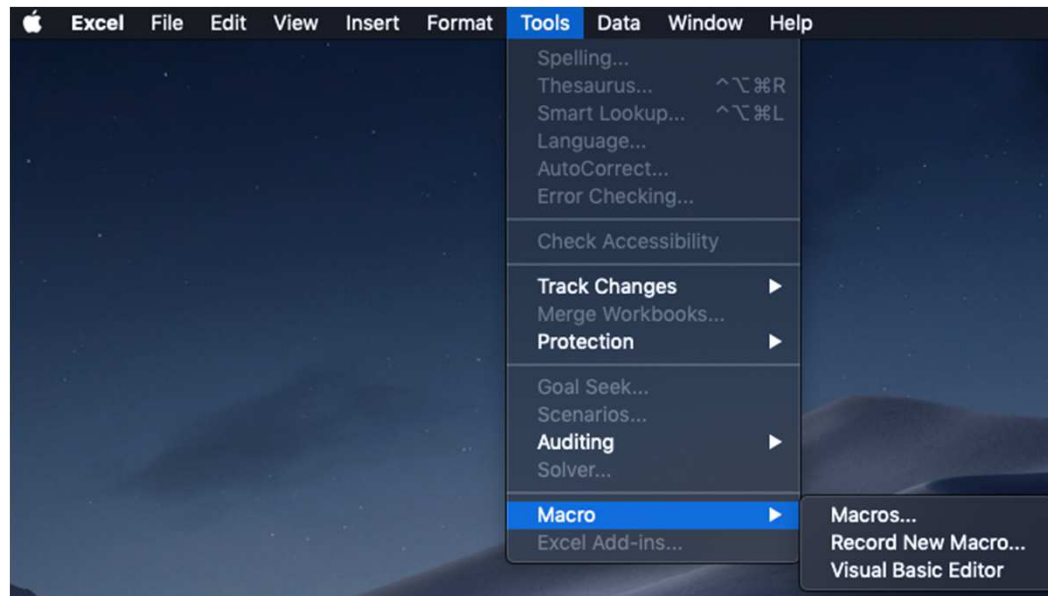 Excel File Edit View Insert Format Tools Data Window Help
Spelling...
Thesaurus... ^⌥⌘R
Smart Lookup... ^⌥⌘L
Language...
AutoCorrect...
Error Checking...
Check Accessibility
Track Changes ▶
Merge Workbooks...
Protection ▶
Goal Seek...
Scenarios...
Auditing ▶
Solver...
Macro ▶
Excel Add-ins...
Macros...
Record New Macro...
Visual Basic Editor